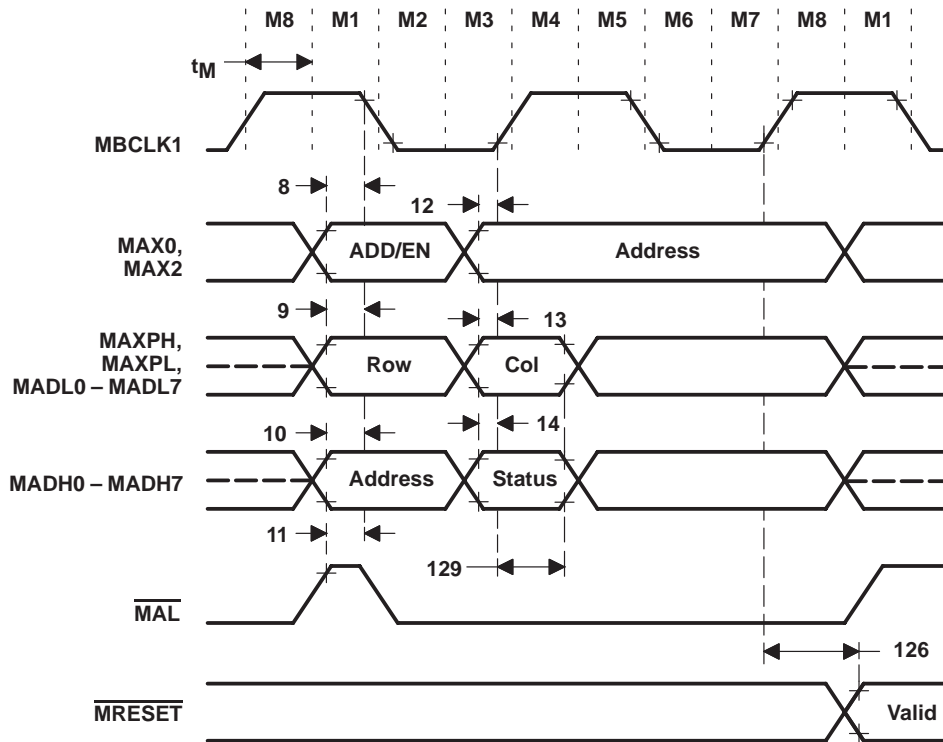 M8 M1 M2 M3 M4 M5 M6 M7 M8 M1
tM
MBCLK1
8
12
MAX0,
MAX2
ADD/EN
Address
9
13
MAXPH,
MAXPL,
MADL0 – MADL7
Row
Col
10
14
MADH0 – MADH7
Address
Status
11
129
MAL
126
MRESET
Valid